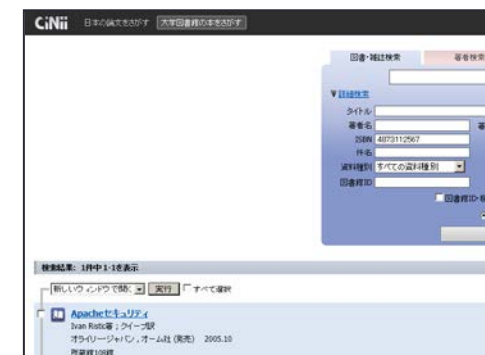 CiNii 日本の論文をさがす 大学図書館の本をさがす
図書・雑誌検索 著者検索
▼詳細検索
タイトル
著者名 著
ISBN 4873112567
件名
資料種別 すべての資料種別
図書館ID
図書館ID・
検索結果: 1件中 1-1を表示
新しいウィンドウで開く 実行 すべて選択
Apacheセキュリティ
Ivan Ristic著 ; クイープ訳
オライリー・ジャパン , オーム社 (発売) 2005.10
所蔵館108館